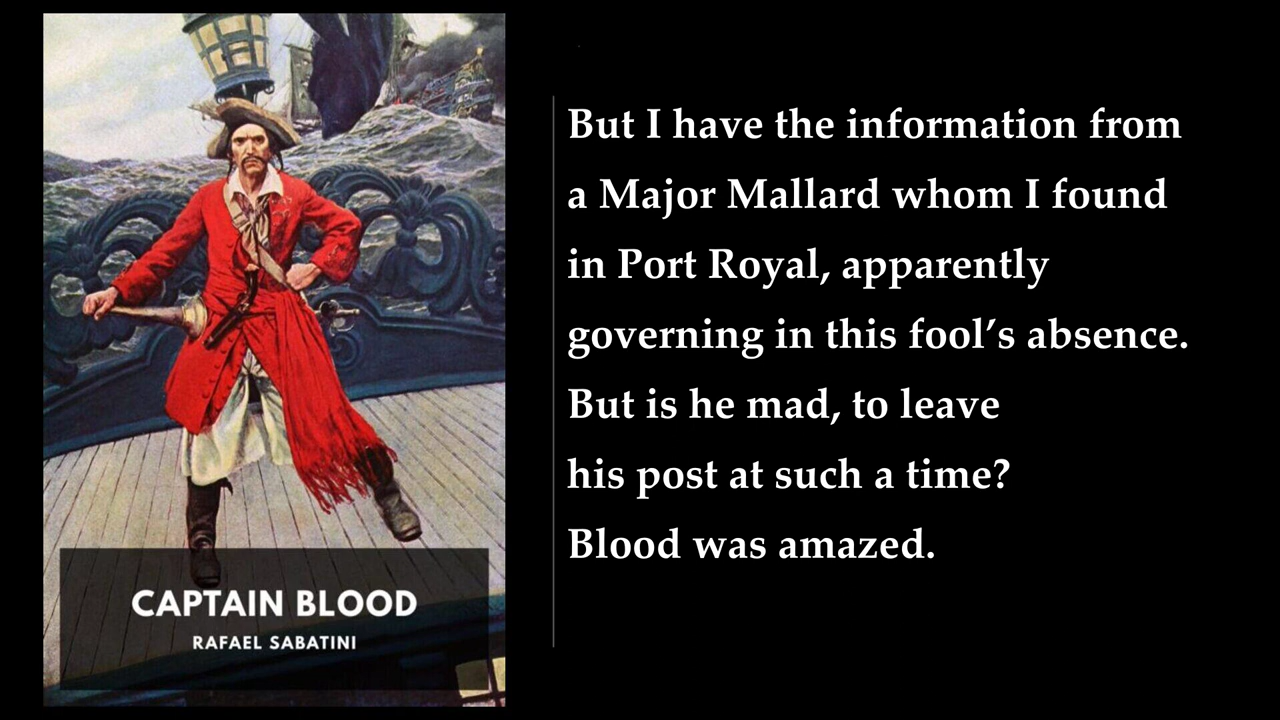 CAPTAIN BLOOD
RAFAEL SABATINI
But I have the information from
a Major Mallard whom I found
in Port Royal, apparently
governing in this fool’s absence.
But is he mad, to leave
his post at such a time?
Blood was amazed.